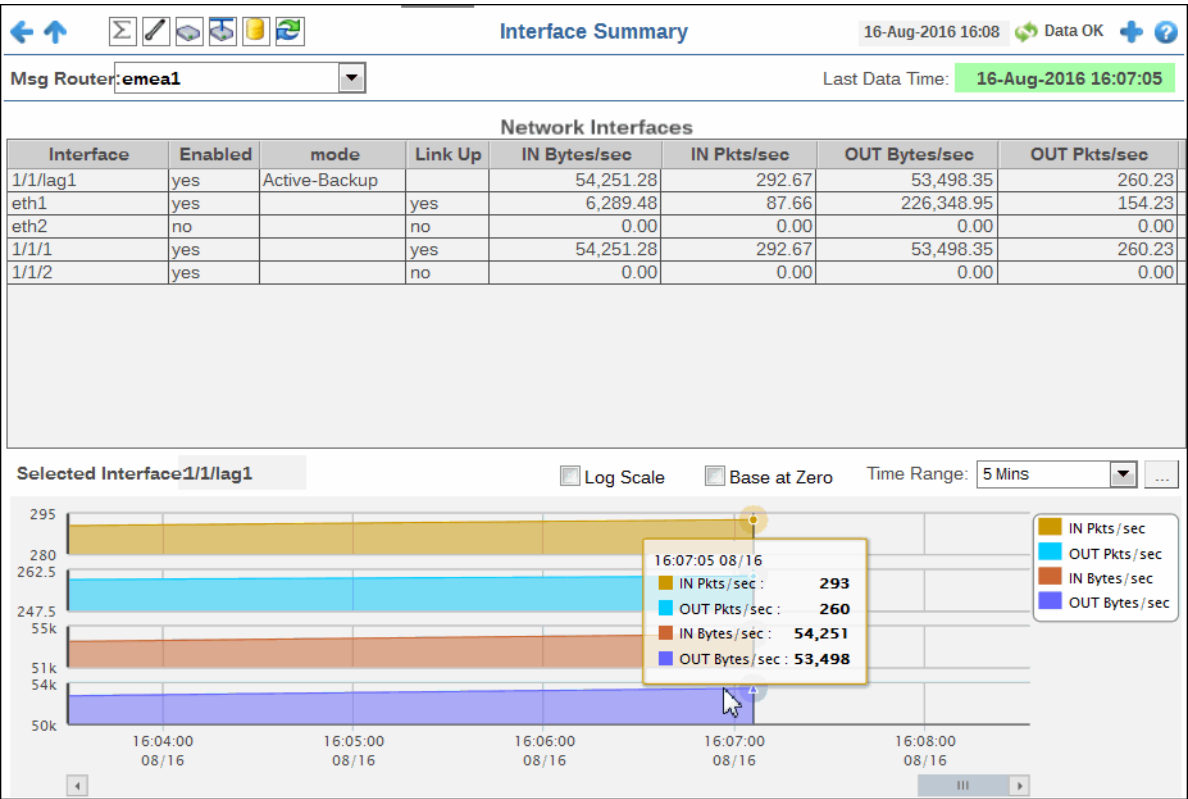 Interface Summary 16-Aug-2016 16:08 Data OK
Msg Router: emea1 Last Data Time: 16-Aug-2016 16:07:05
Network Interfaces
Interface Enabled mode Link Up IN Bytes/sec IN Pkts/sec OUT Bytes/sec OUT Pkts/sec
1/1/lag1 yes Active-Backup 54,251.28 292.67 53,498.35 260.23
eth1 yes yes 6,289.48 87.66 226,348.95 154.23
eth2 no no 0.00 0.00 0.00 0.00
1/1/1 yes yes 54,251.28 292.67 53,498.35 260.23
1/1/2 yes no 0.00 0.00 0.00 0.00
Selected Interface: 1/1/lag1 Log Scale Base at Zero Time Range: 5 Mins ...
295
280
262.5
247.5
55k
51k
54k
50k
16:07:05 08/16
IN Pkts/sec : 293
OUT Pkts/sec : 260
IN Bytes/sec : 54,251
OUT Bytes/sec : 53,498
IN Pkts/sec
OUT Pkts/sec
IN Bytes/sec
OUT Bytes/sec
16:04:00 16:05:00 16:06:00 16:07:00 16:08:00
08/16 08/16 08/16 08/16 08/16